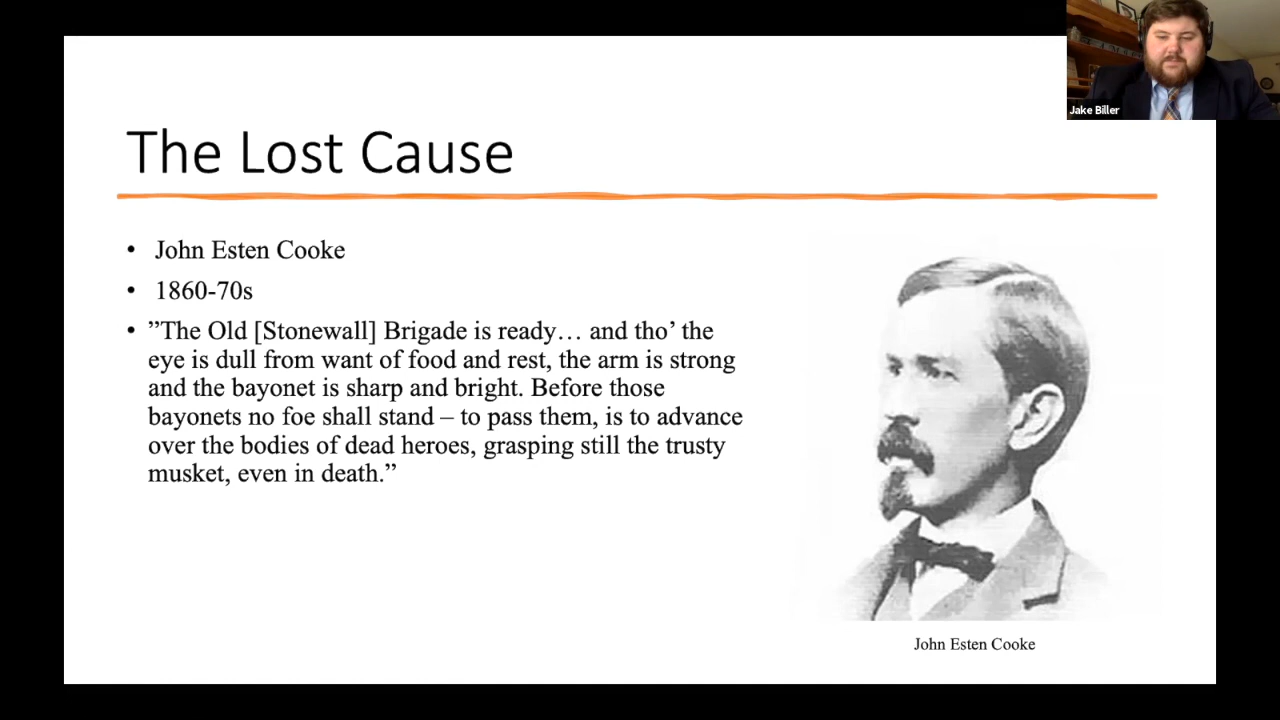 Jake Biller
The Lost Cause
• John Esten Cooke
• 1860-70s
• ”The Old [Stonewall] Brigade is ready… and tho’ the
eye is dull from want of food and rest, the arm is strong
and the bayonet is sharp and bright. Before those
bayonets no foe shall stand – to pass them, is to advance
over the bodies of dead heroes, grasping still the trusty
musket, even in death.”
John Esten Cooke